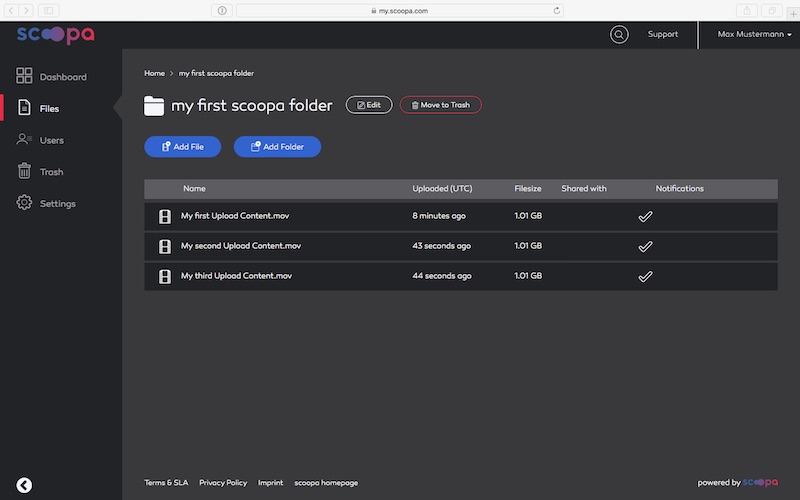 my.scoopa.com
scoopa
Support
Max Mustermann
Dashboard
Files
Users
Trash
Settings
Home > my first scoopa folder
my first scoopa folder
Edit
Move to Trash
Add File
Add Folder
Name Uploaded (UTC) Filesize Shared with Notifications
My first Upload Content.mov 8 minutes ago 1.01 GB
My second Upload Content.mov 43 seconds ago 1.01 GB
My third Upload Content.mov 44 seconds ago 1.01 GB
Terms & SLA Privacy Policy Imprint scoopa homepage
powered by scoopa